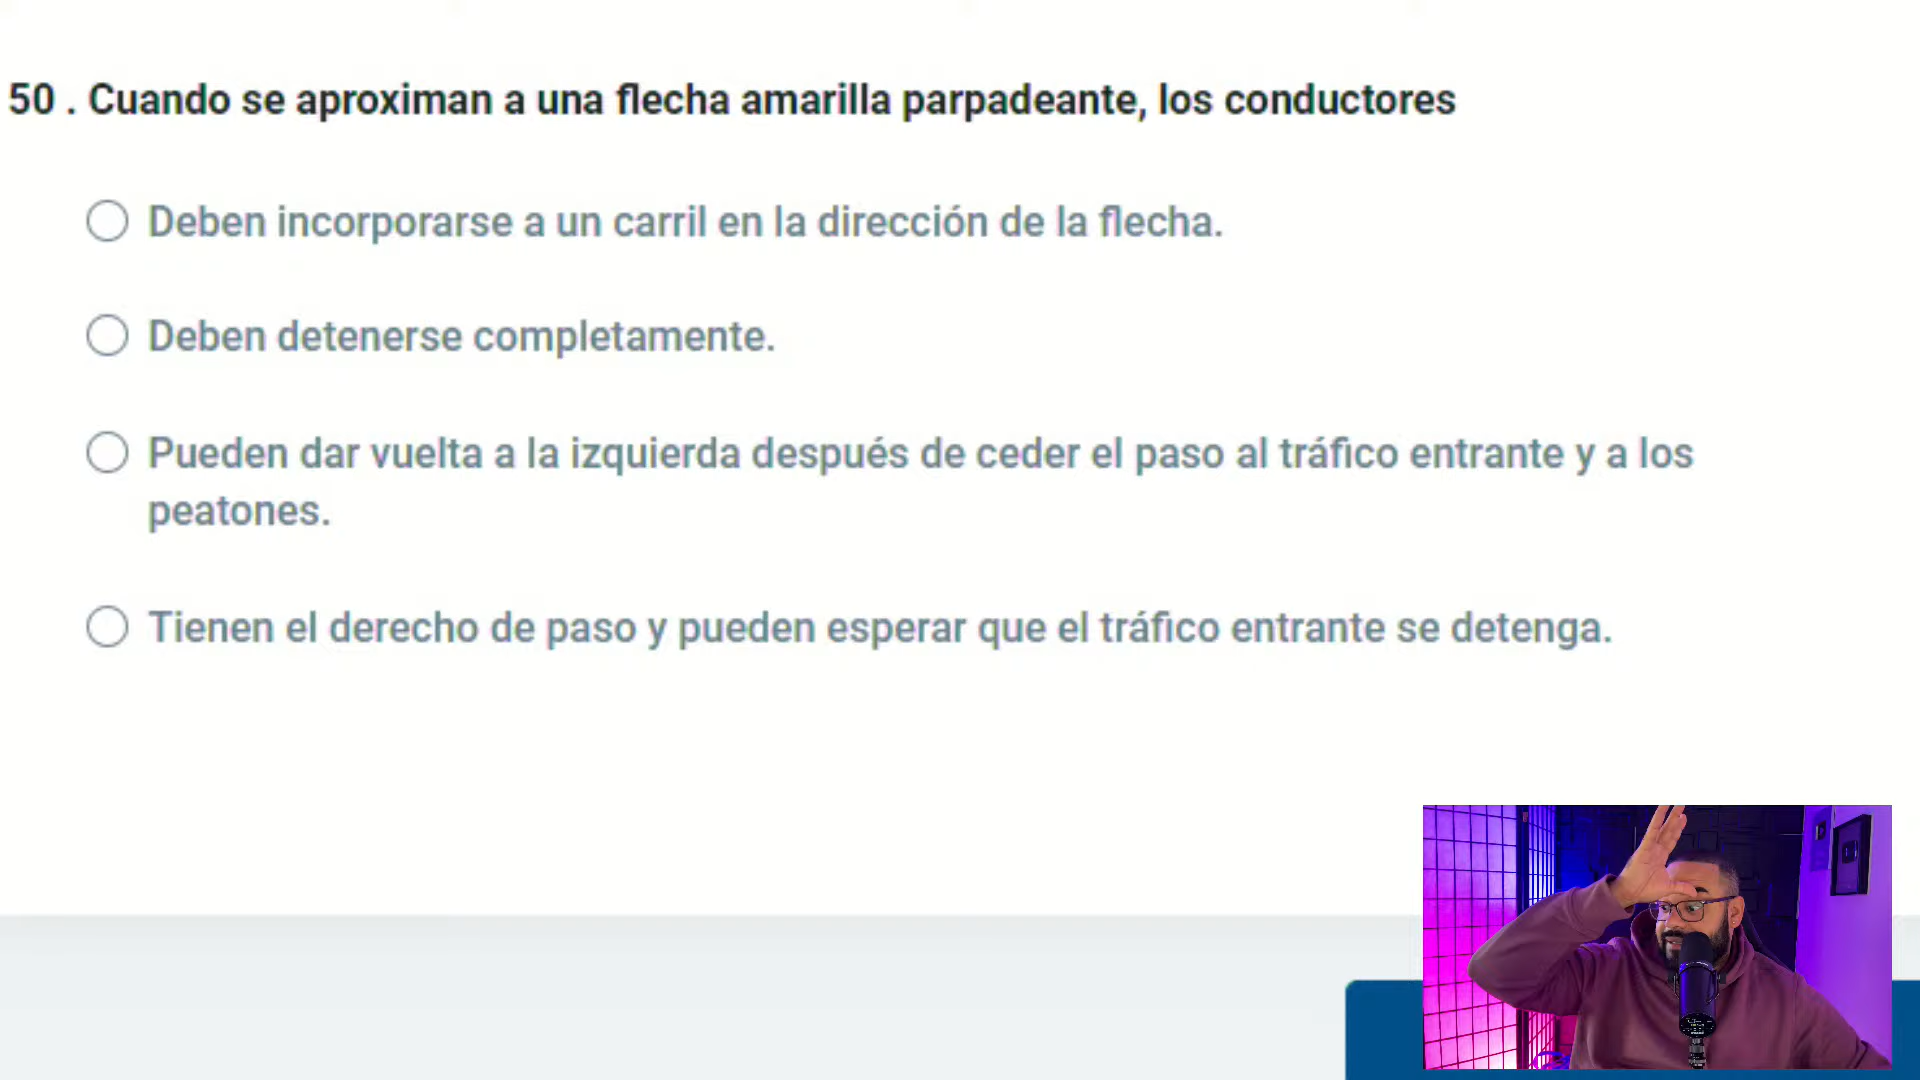 50 . Cuando se aproximan a una flecha amarilla parpadeante, los conductores
Deben incorporarse a un carril en la dirección de la flecha.
Deben detenerse completamente.
Pueden dar vuelta a la izquierda después de ceder el paso al tráfico entrante y a los
peatones.
Tienen el derecho de paso y pueden esperar que el tráfico entrante se detenga.